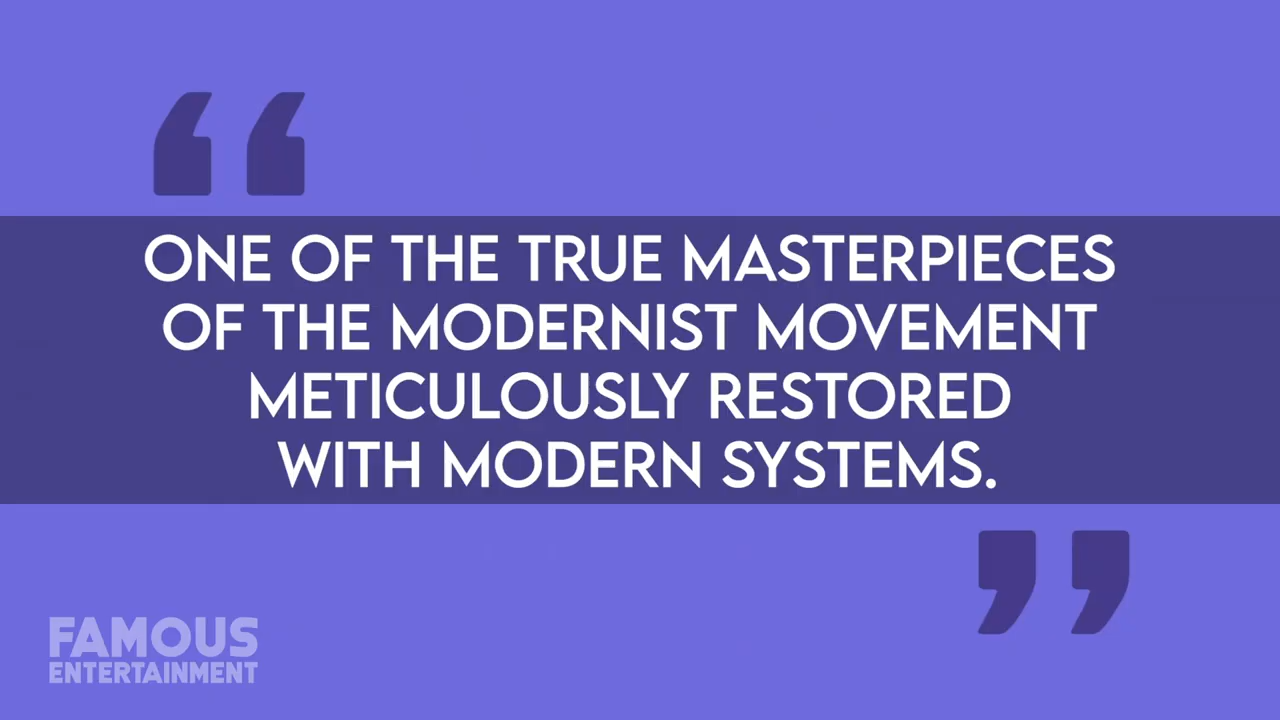 “
ONE OF THE TRUE MASTERPIECES
OF THE MODERNIST MOVEMENT
METICULOUSLY RESTORED
WITH MODERN SYSTEMS.
”
FAMOUS
ENTERTAINMENT